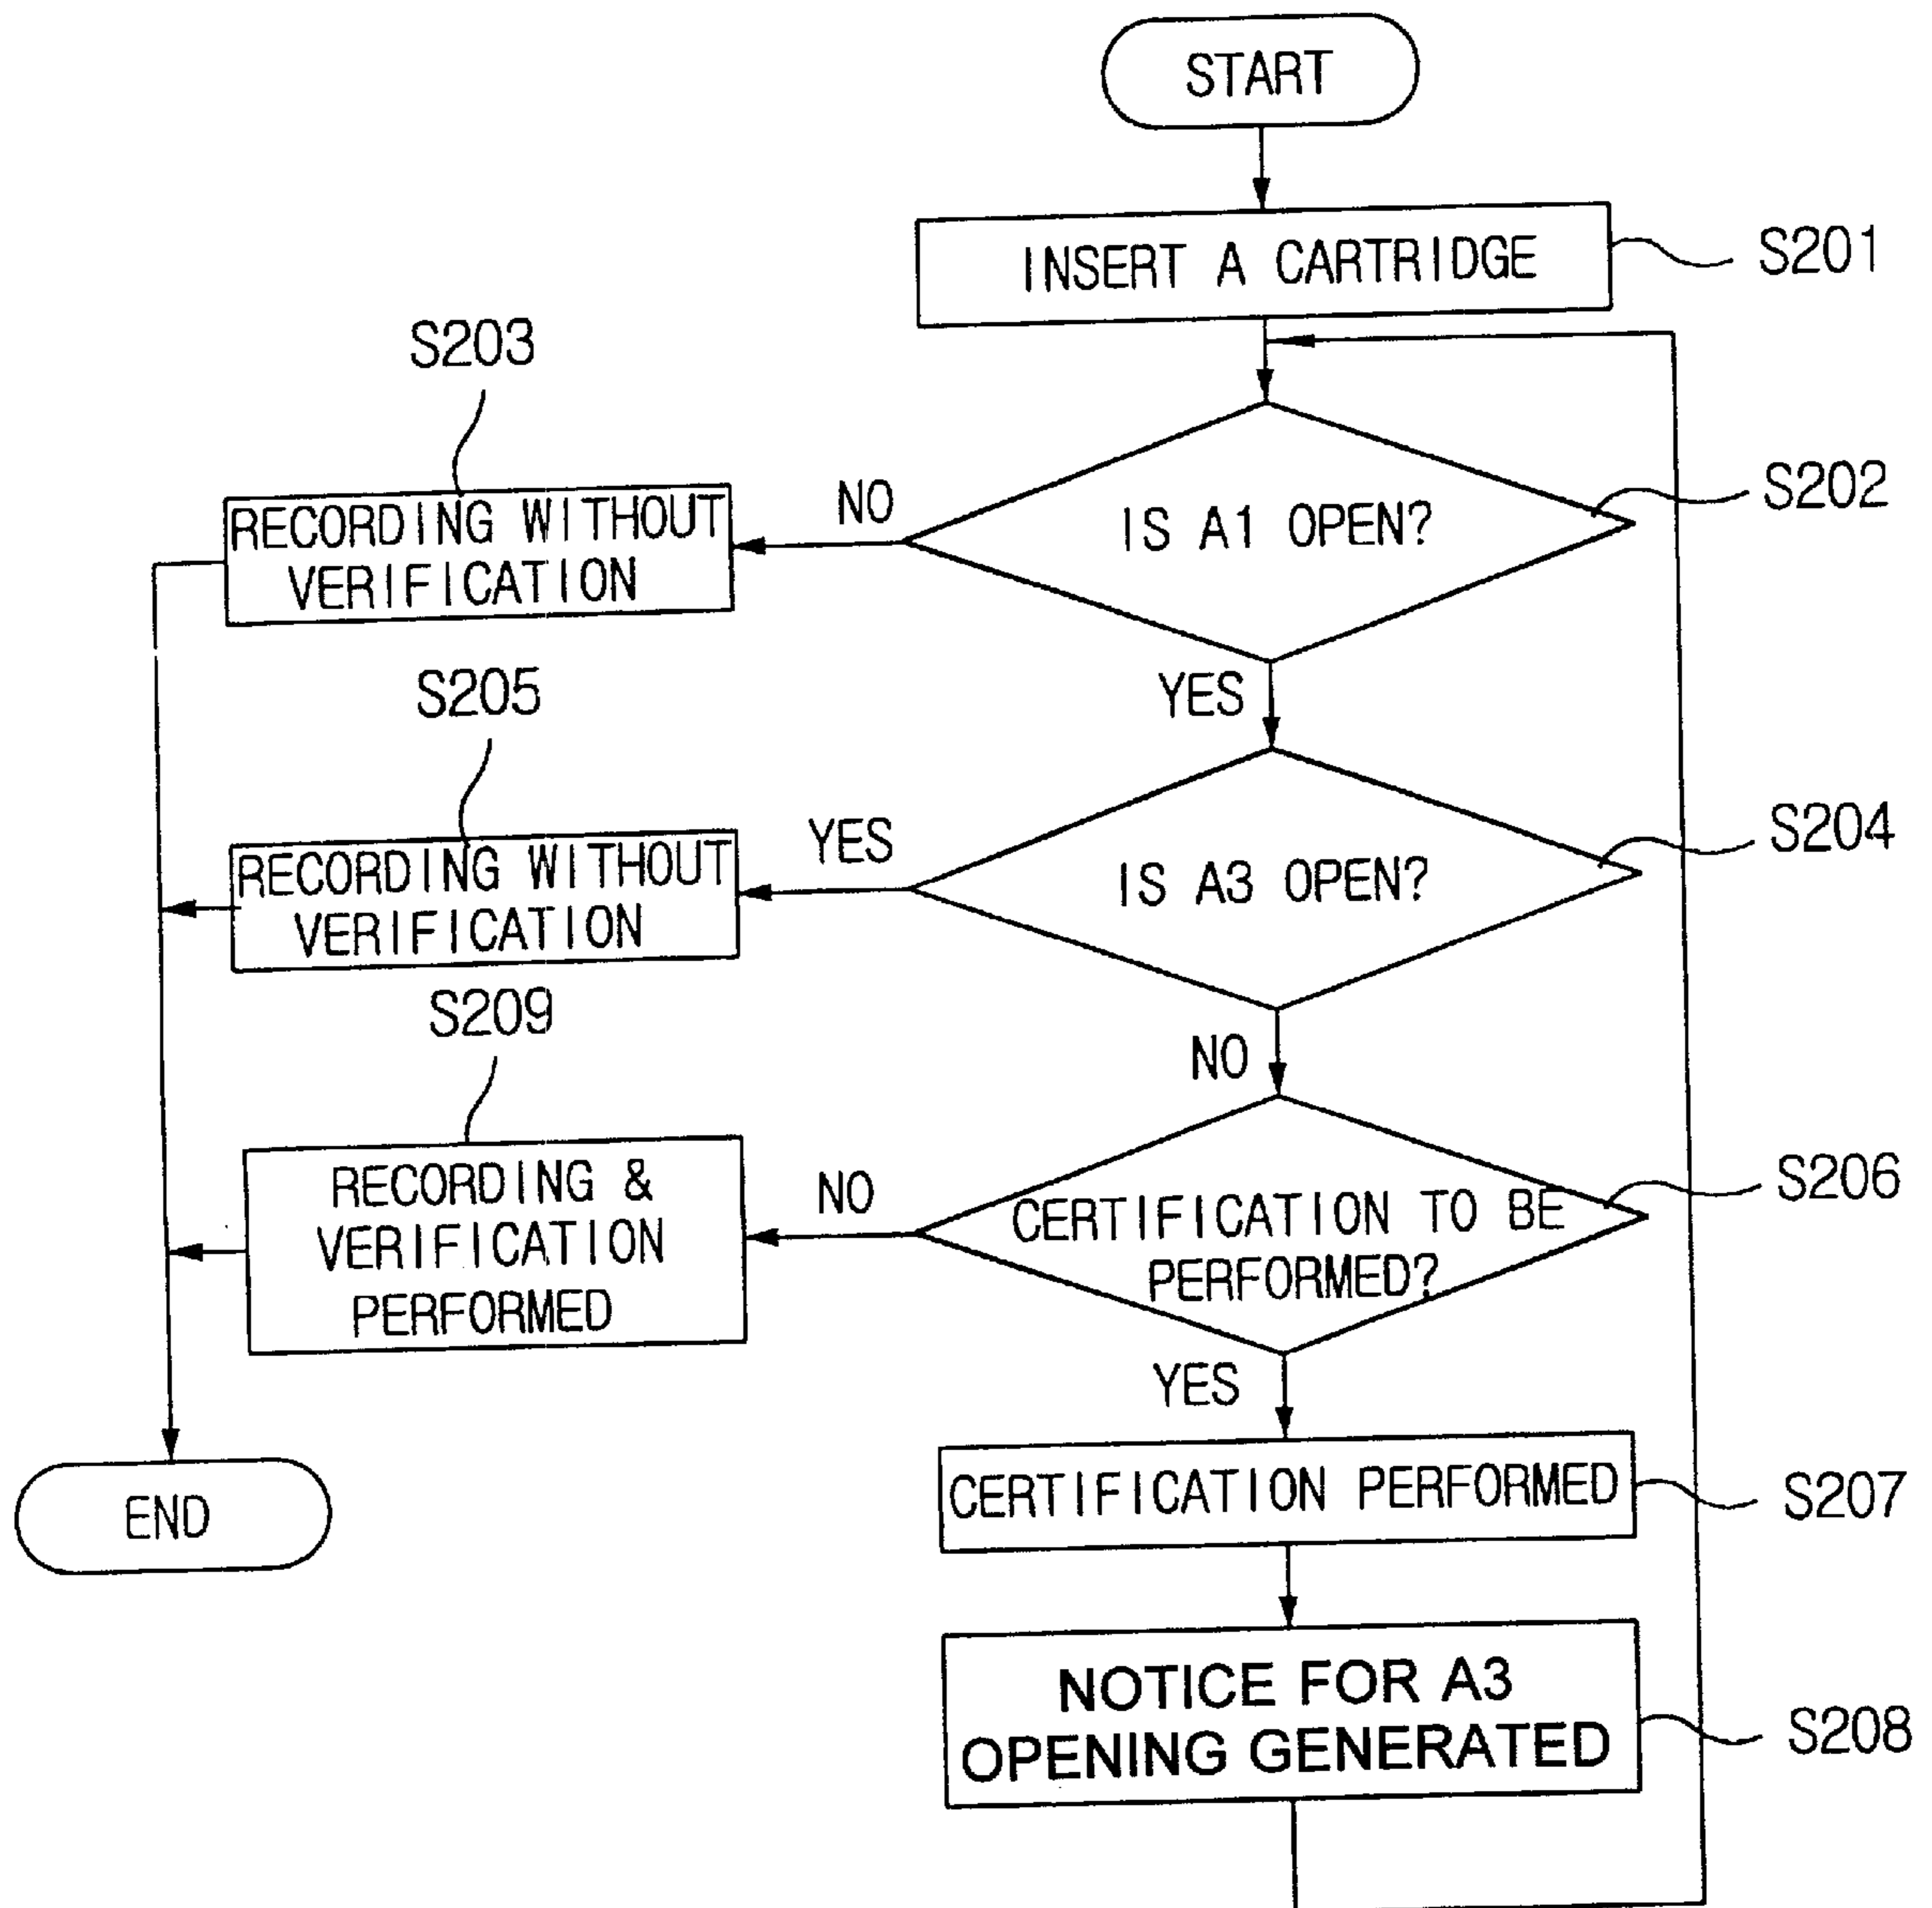 START
INSERT A CARTRIDGE
S201
S203
RECORDING WITHOUT
VERIFICATION
NO
IS A1 OPEN?
S202
YES
S205
RECORDING WITHOUT
VERIFICATION
YES
IS A3 OPEN?
S204
NO
S209
RECORDING &
VERIFICATION
PERFORMED
NO
CERTIFICATION TO BE
PERFORMED?
S206
YES
CERTIFICATION PERFORMED
S207
END
NOTICE FOR A3
OPENING GENERATED
S208